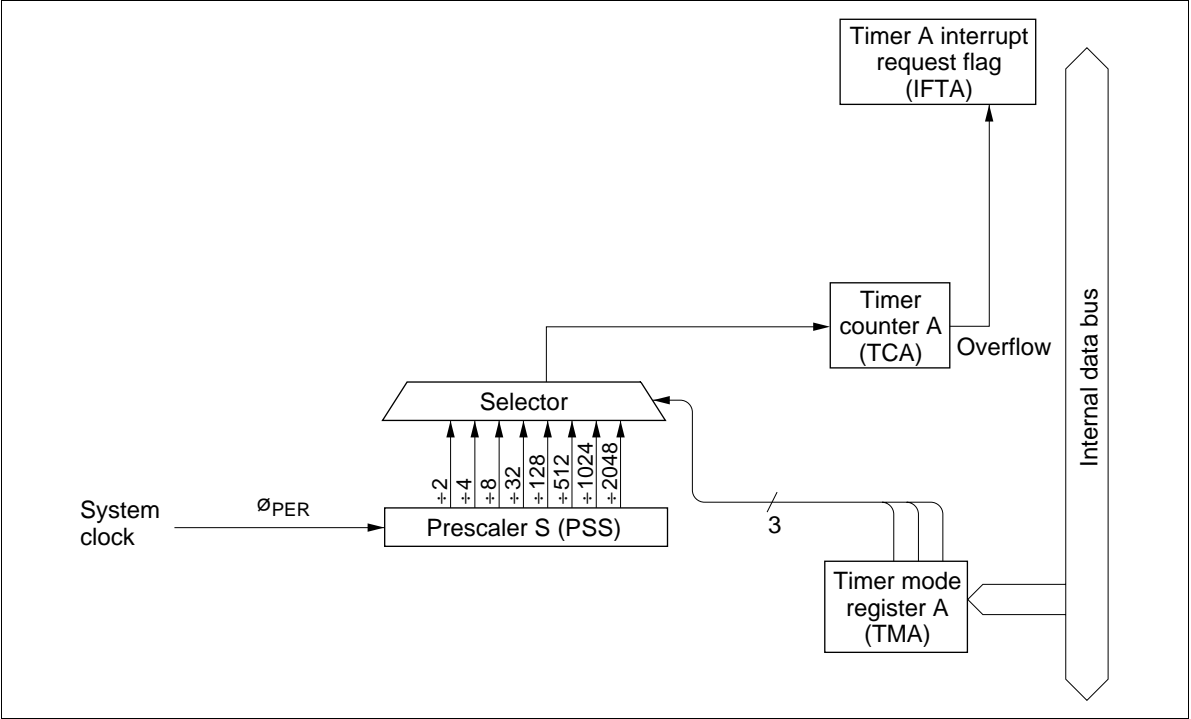 Timer A interrupt
request flag
(IFTA)
Timer
counter A
(TCA)
Overflow
Internal data bus
Selector
÷2
÷4
÷8
÷32
÷128
÷512
÷1024
÷2048
System
clock
øPER
Prescaler S (PSS)
3
Timer mode
register A
(TMA)